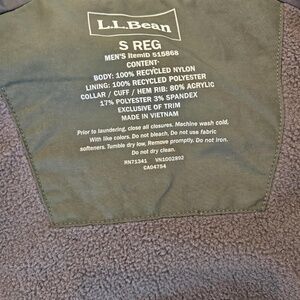 L.L.Bean
S REG
MEN'S ItemID 515868
CONTENT:
BODY: 100% RECYCLED NYLON
LINING: 100% RECYCLED POLYESTER
COLLAR / CUFF / HEM RIB: 80% ACRYLIC
17% POLYESTER 3% SPANDEX
EXCLUSIVE OF TRIM
MADE IN VIETNAM
Prior to laundering, close all closures. Machine wash cold.
With like colors. Do not bleach. Do not use fabric
softeners. Tumble dry low. Remove promptly. Do not iron.
Do not dry clean.
RN71341 VN1002892
CA04784